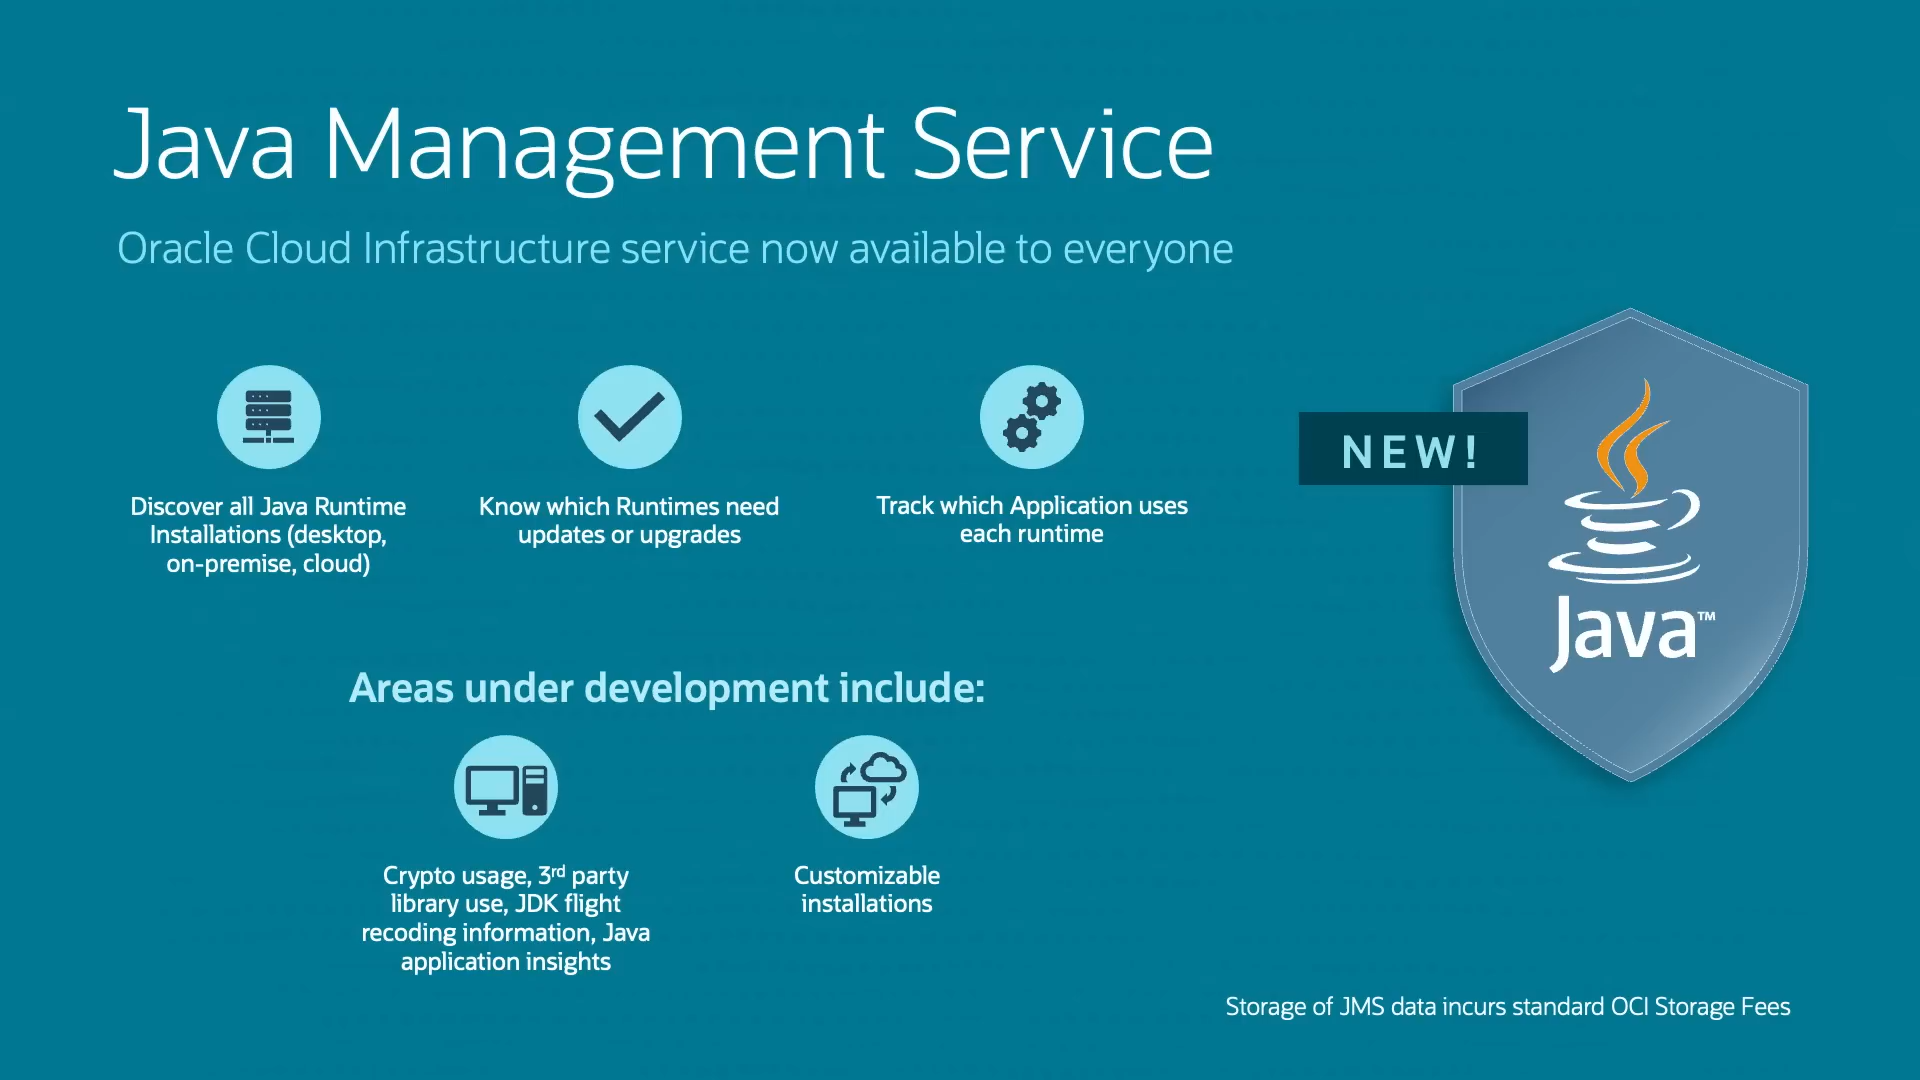 Java Management Service
Oracle Cloud Infrastructure service now available to everyone
Discover all Java Runtime
Installations (desktop,
on-premise, cloud)
Know which Runtimes need
updates or upgrades
Track which Application uses
each runtime
NEW!
Java™
Areas under development include:
Crypto usage, 3rd party
library use, JDK flight
recoding information, Java
application insights
Customizable
installations
Storage of JMS data incurs standard OCI Storage Fees